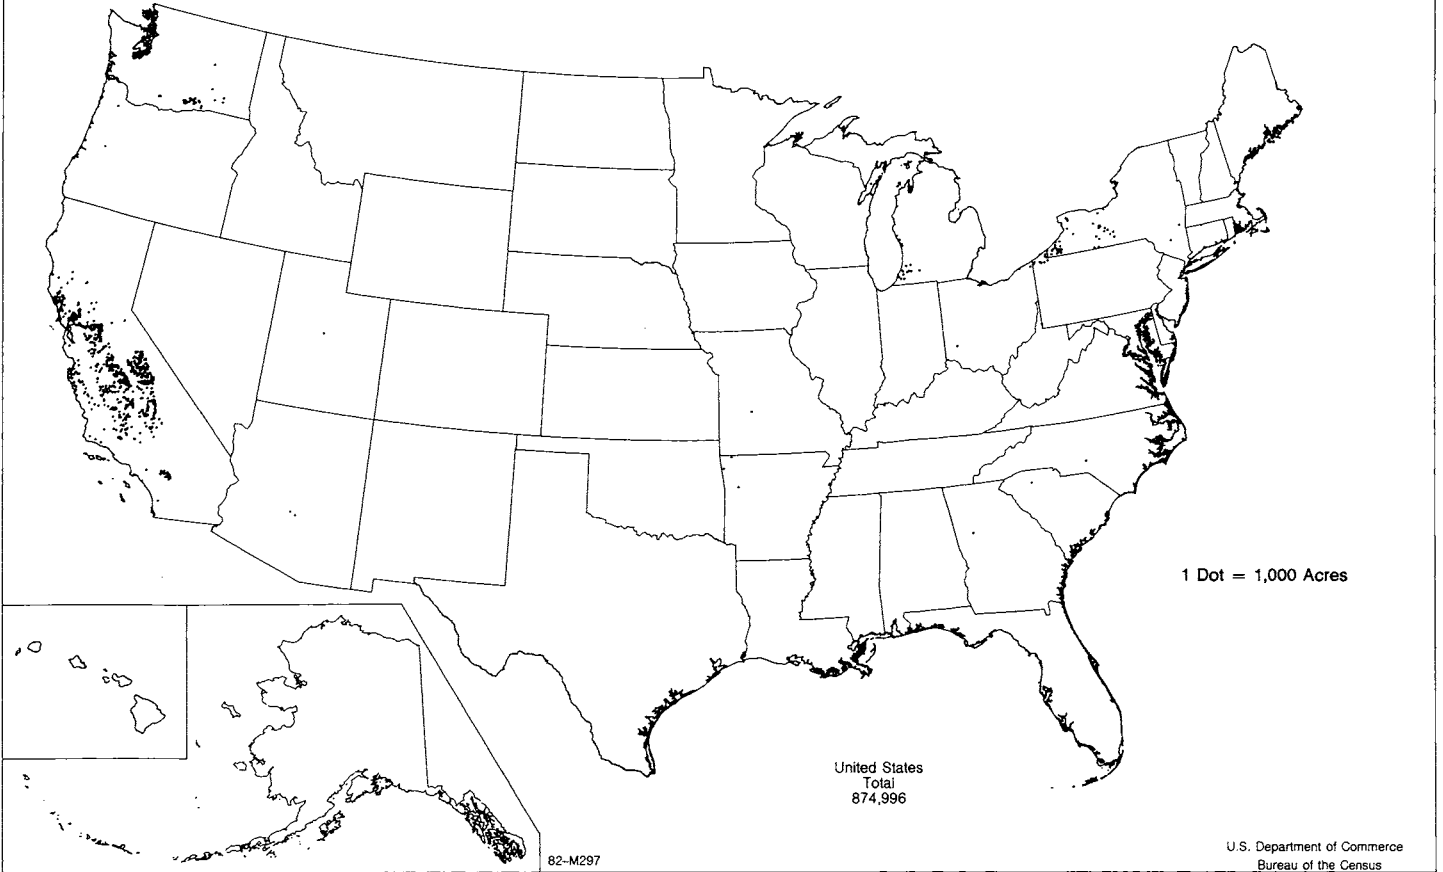 1 Dot = 1,000 Acres
United States
Total
874,996
82-M297
U.S. Department of Commerce
Bureau of the Census